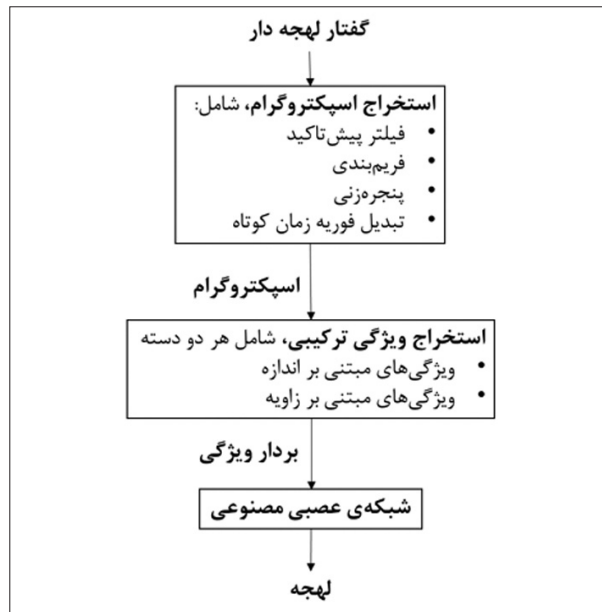 گفتار لهجه دار
استخراج اسپکتروگرام، شامل:
• فیلتر پیش‌تاکید
• فریم‌بندی
• پنجره‌زنی
• تبدیل فوریه زمان کوتاه
اسپکتروگرام
استخراج ویژگی ترکیبی، شامل هر دو دسته
• ویژگی‌های مبتنی بر اندازه
• ویژگی‌های مبتنی بر زاویه
بردار ویژگی
شبکه‌ی عصبی مصنوعی
لهجه